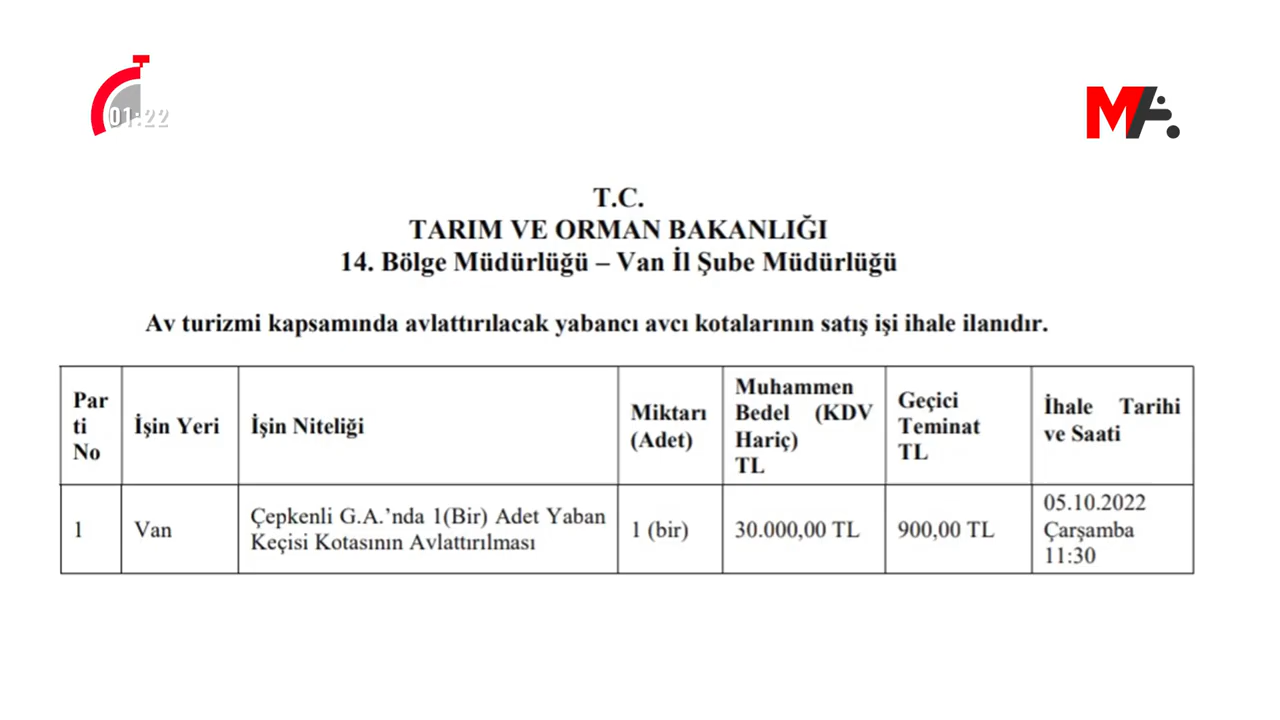 01:22
MA
T.C.
TARIM VE ORMAN BAKANLIĞI
14. Bölge Müdürlüğü – Van İl Şube Müdürlüğü
Av turizmi kapsamında avlattırılacak yabancı avcı kotalarının satış işi ihale ilanıdır.
Par
ti
No
İşin Yeri
İşin Niteliği
Miktarı
(Adet)
Muhammen
Bedel (KDV
Hariç)
TL
Geçici
Teminat
TL
İhale Tarihi
ve Saati
1
Van
Çepkenli G.A.’nda 1(Bir) Adet Yaban
Keçisi Kotasının Avlattırılması
1 (bir)
30.000,00 TL
900,00 TL
05.10.2022
Çarşamba
11:30